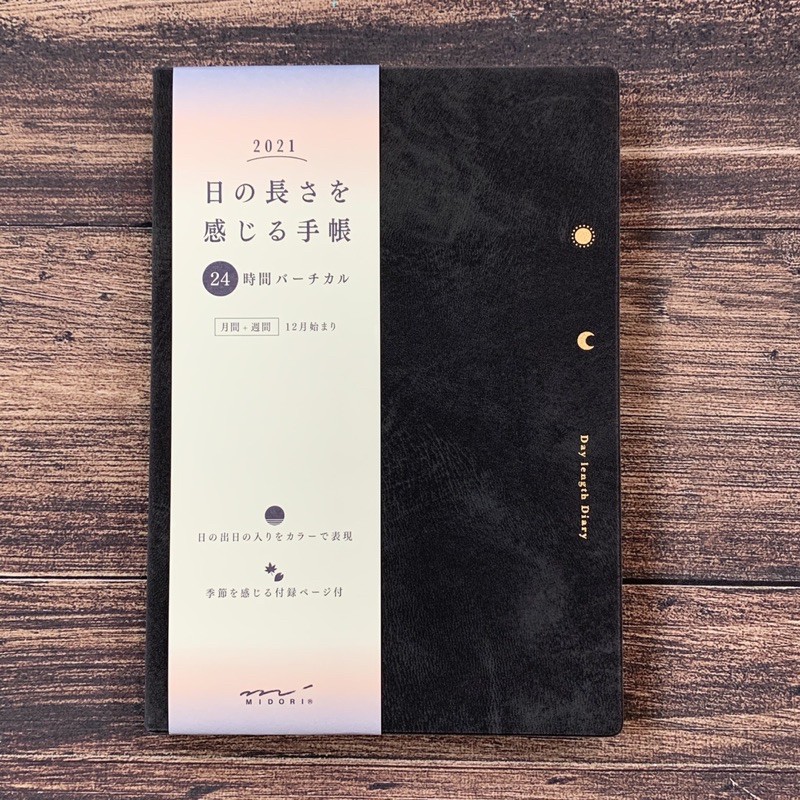 2021
日の長さを
感じる手帳
24時間バーチカル
月間+週間 12月始まり
日の出日の入りをカラーで表現
季節を感じる付録ページ付
MIDORI®
Day length Diary